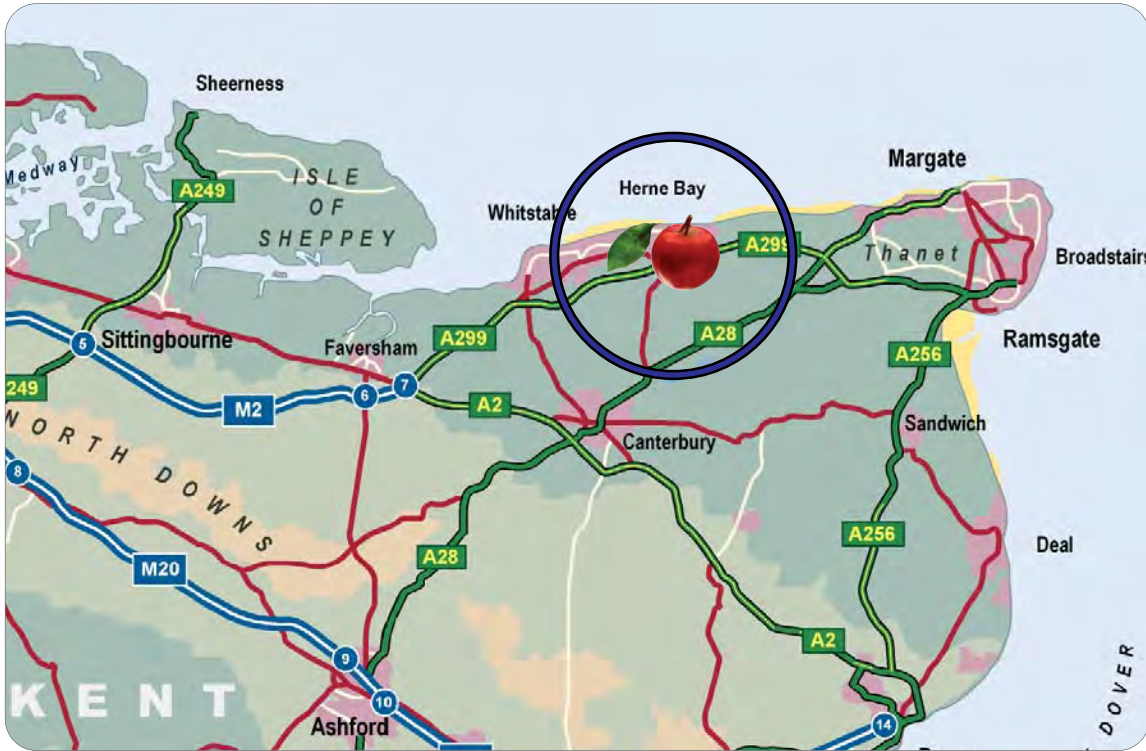 Sheerness
Medway
A249
ISLE
OF
SHEPPEY
Herne Bay
Whitstable
Margate
A299
Thanet
Broadstairs
5
Sittingbourne
Faversham
A299
A28
A256
Ramsgate
249
M2
6
7
A2
Canterbury
Sandwich
NORTH DOWNS
8
A28
A256
Deal
M20
A2
9
10
KENT
Ashford
14
DOVER